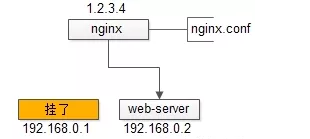 1.2.3.4
nginx
nginx.conf
挂了
web-server
192.168.0.1
192.168.0.2